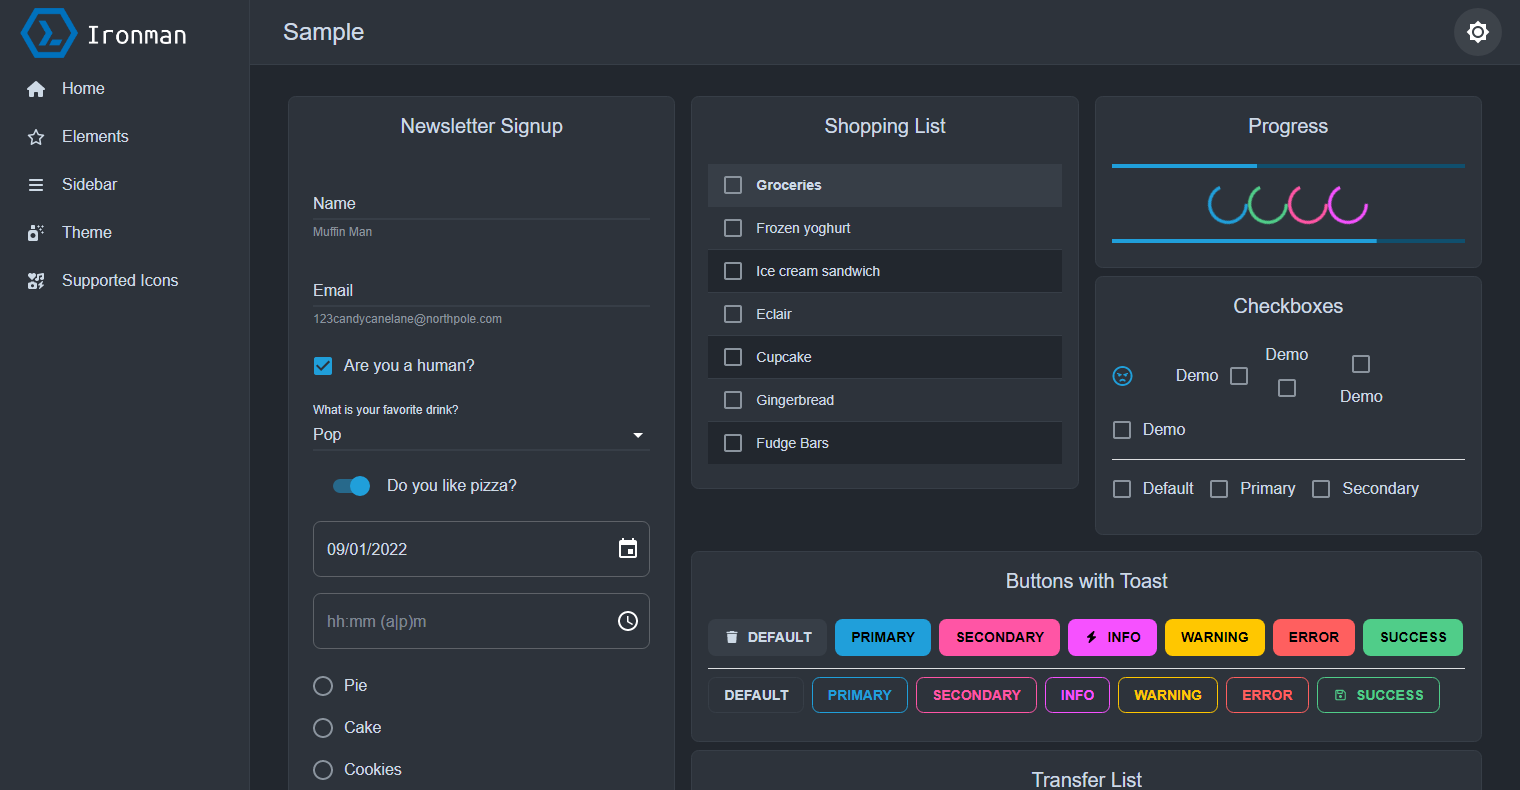 Ironman
Home
Elements
Sidebar
Theme
Supported Icons
Sample
Newsletter Signup
Name
Muffin Man
Email
123candycanelane@northpole.com
Are you a human?
What is your favorite drink?
Pop
Do you like pizza?
09/01/2022
hh:mm (a|p)m
Pie
Cake
Cookies
Shopping List
Groceries
Frozen yoghurt
Ice cream sandwich
Eclair
Cupcake
Gingerbread
Fudge Bars
Progress
Checkboxes
Demo
Demo
Demo
Demo
Default Primary Secondary
Buttons with Toast
DEFAULT PRIMARY SECONDARY INFO WARNING ERROR SUCCESS
DEFAULT PRIMARY SECONDARY INFO WARNING ERROR SUCCESS
Transfer List